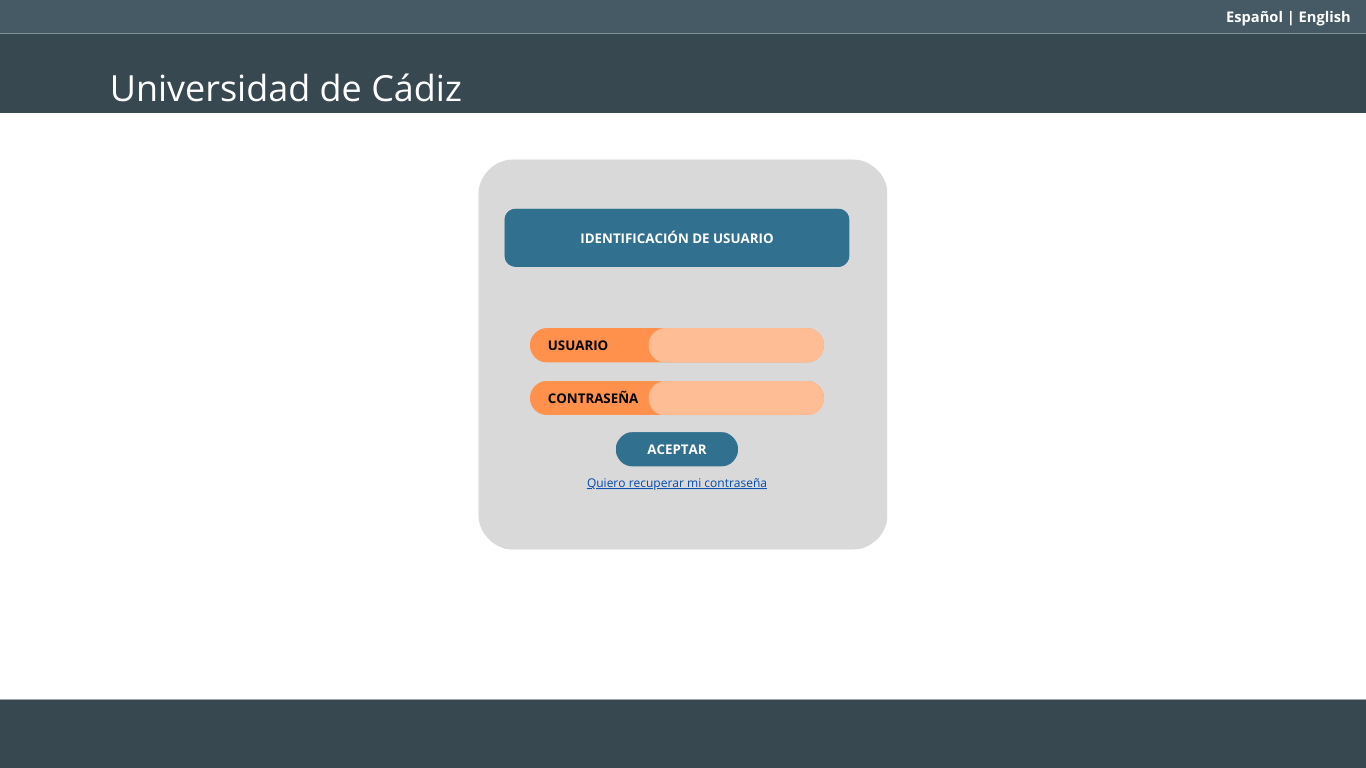 Español | English
Universidad de Cádiz
IDENTIFICACIÓN DE USUARIO
USUARIO
CONTRASEÑA
ACEPTAR
Quiero recuperar mi contraseña